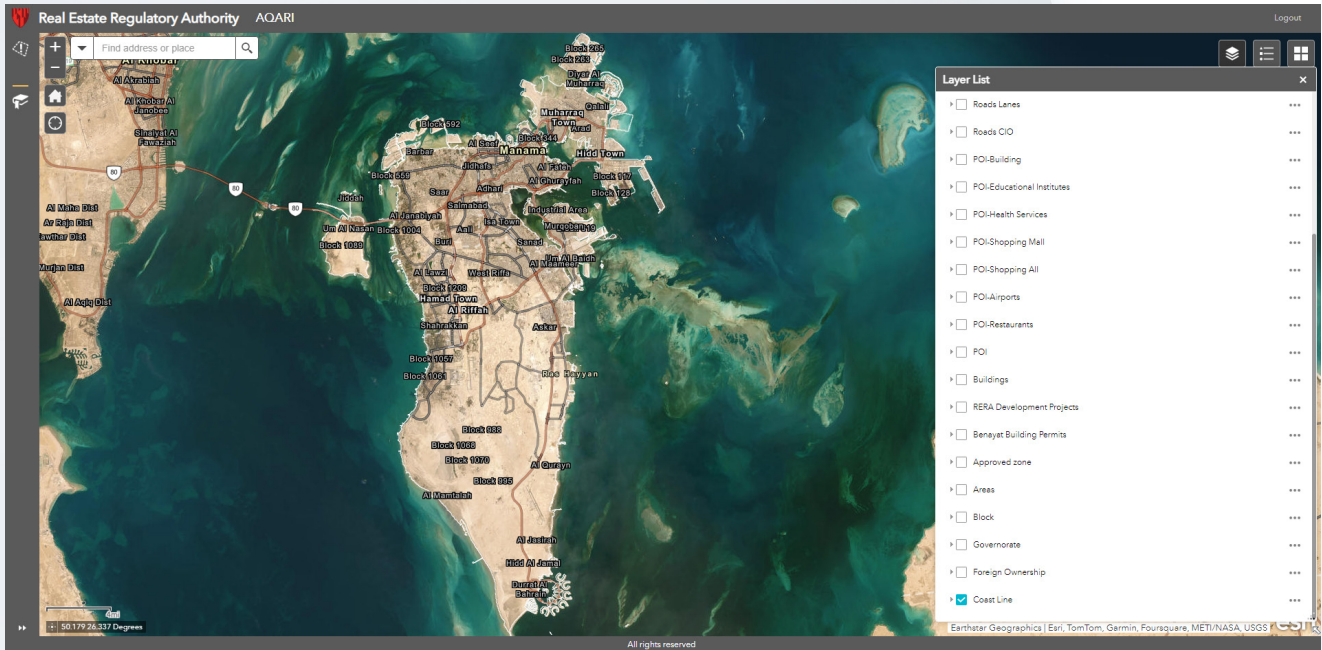 Real Estate Regulatory Authority AQARI
Logout
Find address or place
Layer List
Roads Lanes
Roads CIO
POI-Building
POI-Educational Institutes
POI-Health Services
POI-Shopping Mall
POI-Shopping All
POI-Airports
POI-Restaurants
POI
Buildings
RERA Development Projects
Benayat Building Permits
Approved zone
Areas
Block
Governorate
Foreign Ownership
Coast Line
Al Khobar
Al Akrabiah
Al Khobar Al
Janobee
Sinaiyat Al
Fawaziah
80
80
80
Al Maha Dist
Ar Raja Dist
Murjan Dist
Al Aqiq Dist
Block 265
Block 263
Diyar Al
Muharraq
Qalali
Muharraq
Town
Arad
Block 592
Block 344
Al Seef
Manama
Hidd Town
Barbar
Jidhafs
Al Fateh
Block 559
Al Ghurayfah
Block 117
Saar
Adhari
Block 128
Jiddah
Salmabad
Industrial Area
Al Janabiyah
Isa Town
Um Al Nasan
Block 1004
Aali
Murqoban
Block 1089
Buri
Sanad
Um Al Baidh
Al Maameer
Al Lawzi
West Riffa
Block 1209
Hamad Town
Al Riffah
Shahrakkan
Askar
Block 1057
Block 1061
Ras Hayyan
Block 988
Block 1068
Block 1070
Al Qurayn
Block 995
Al Mamtalah
Al Jasirah
Hidd Al Jamal
Durrat Al
Bahrain
4mi
50.179 26.337 Degrees
Earthstar Geographics | Esri, TomTom, Garmin, Foursquare, METI/NASA, USGS
esri
All rights reserved